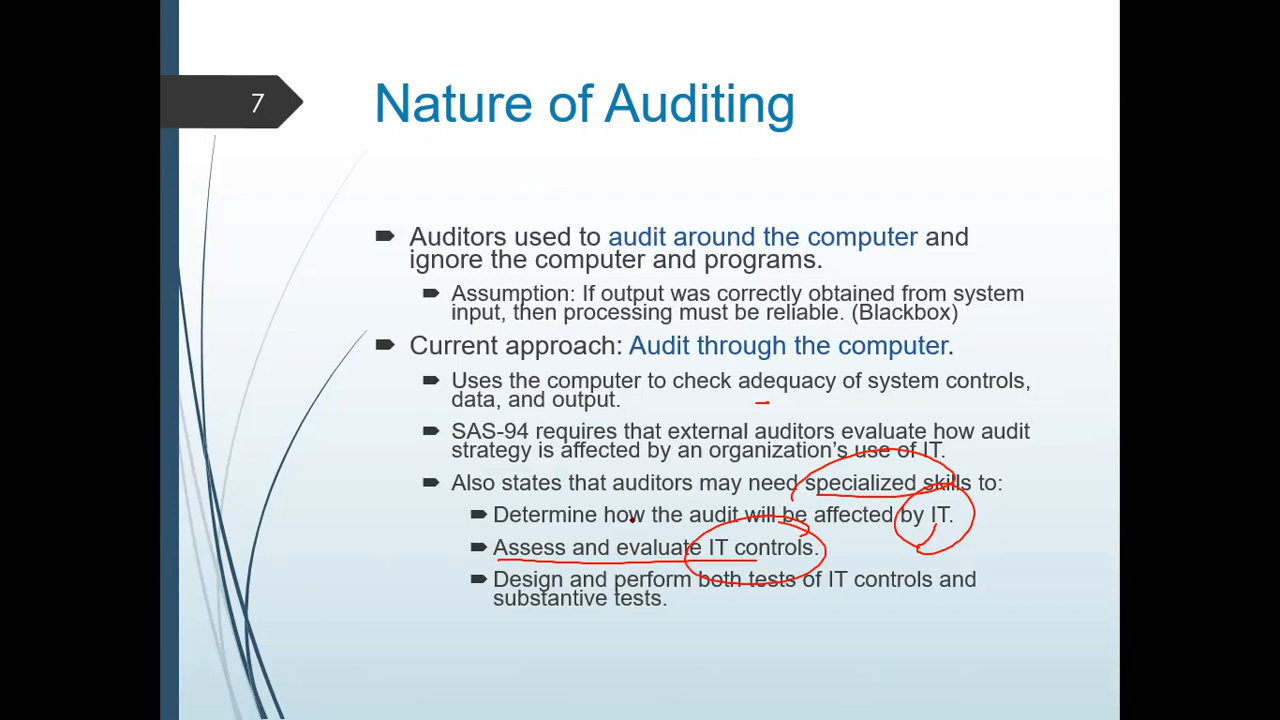 7
Nature of Auditing
Auditors used to audit around the computer and
ignore the computer and programs.
Assumption: If output was correctly obtained from system
input, then processing must be reliable. (Blackbox)
Current approach: Audit through the computer.
Uses the computer to check adequacy of system controls,
data, and output.
SAS-94 requires that external auditors evaluate how audit
strategy is affected by an organization's use of IT.
Also states that auditors may need specialized skills to:
Determine how the audit will be affected by IT.
Assess and evaluate IT controls.
Design and perform both tests of IT controls and
substantive tests.